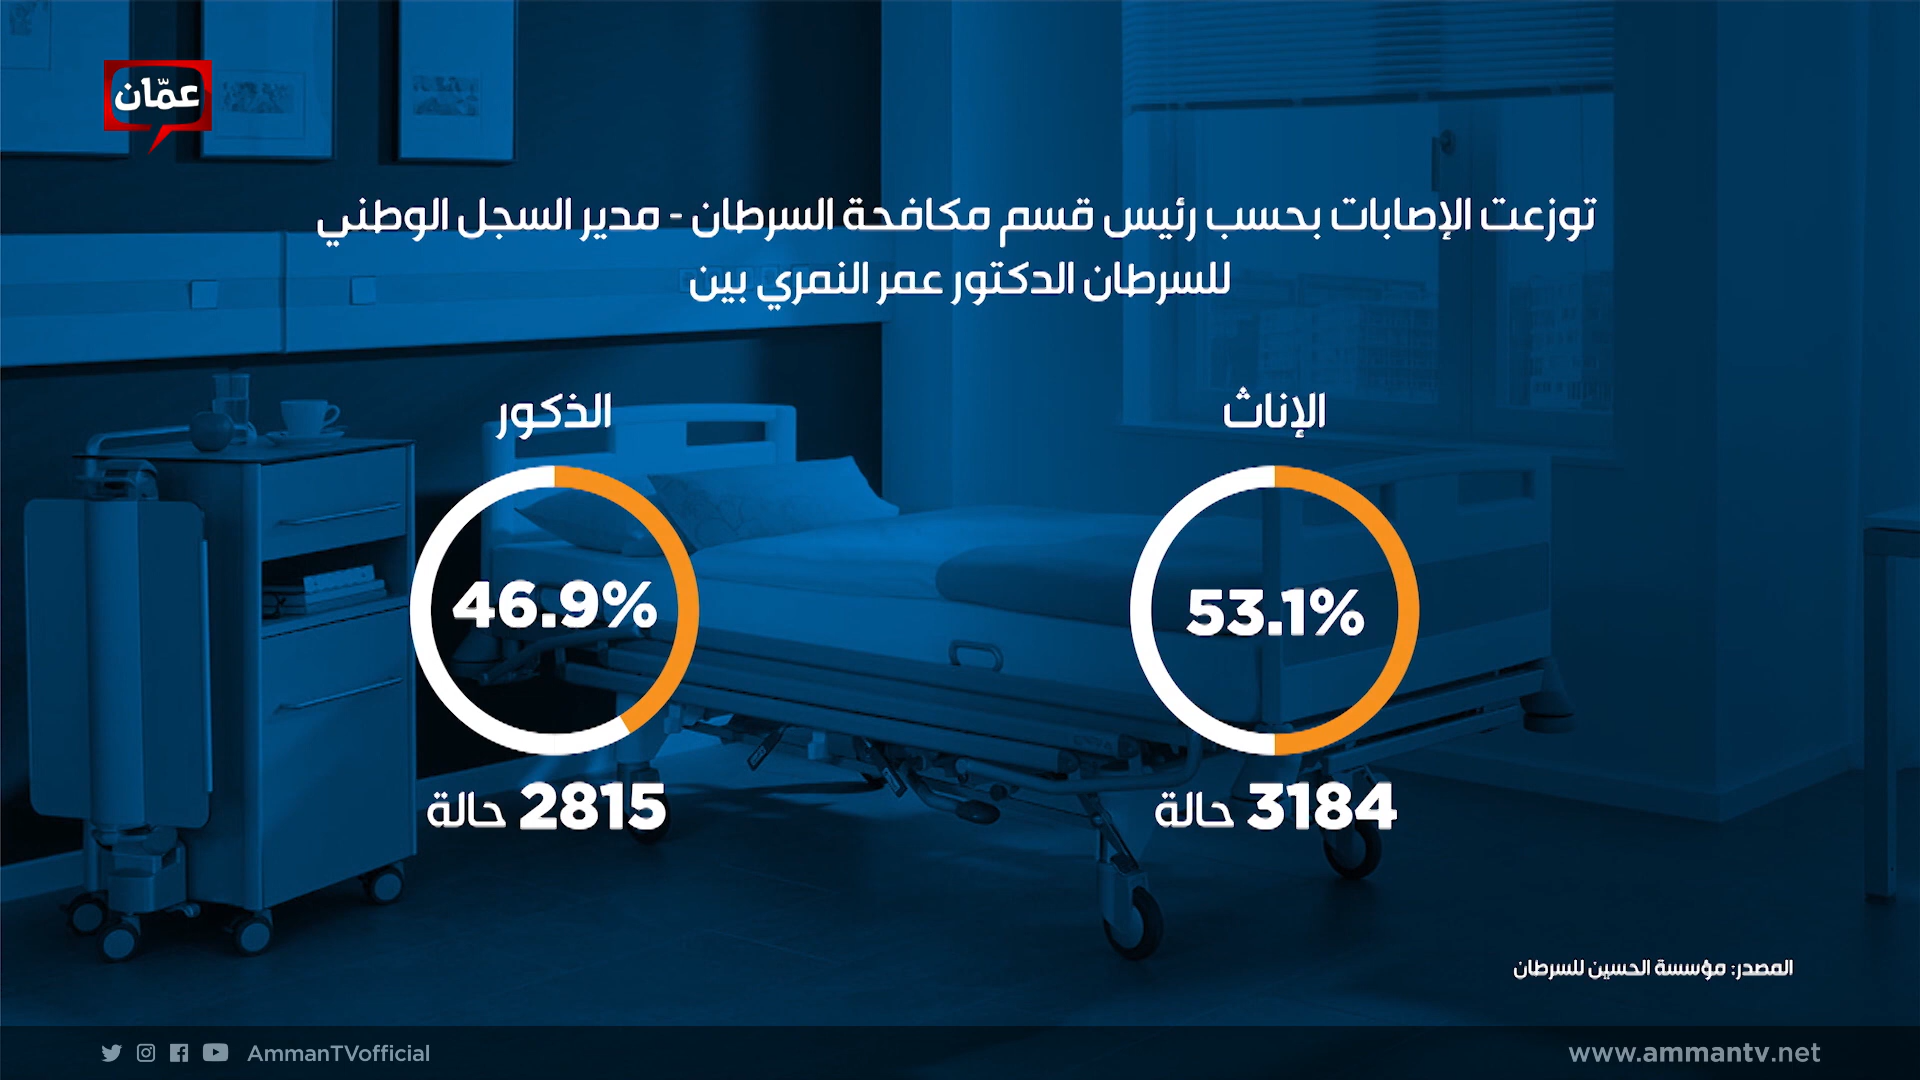 عمّان
توزعت الإصابات بحسب رئيس قسم مكافحة السرطان - مدير السجل الوطني
للسرطان الدكتور عمر النمري بين
الإناث
53.1%
3184 حالة
الذكور
46.9%
2815 حالة
المصدر: مؤسسة الحسين للسرطان
AmmanTVofficial
www.ammantv.net